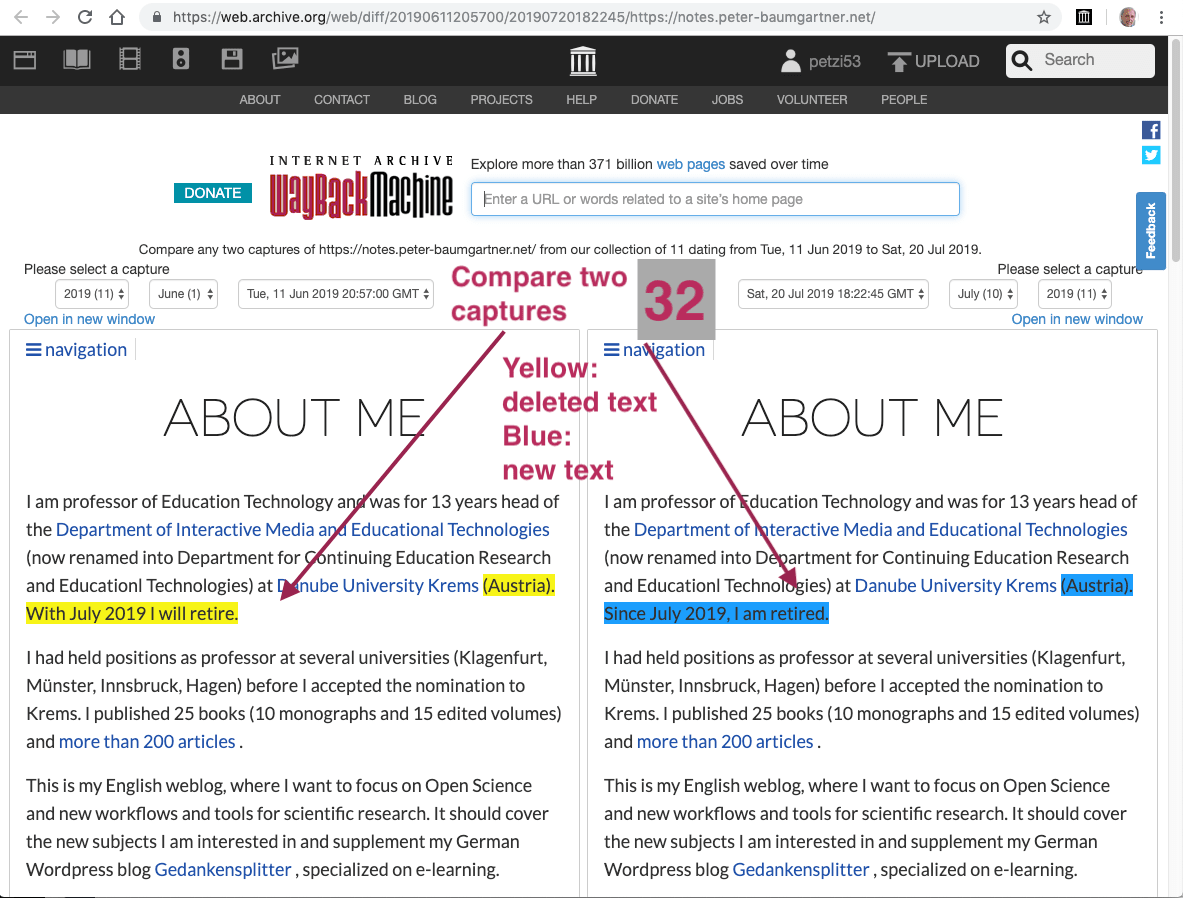 https://web.archive.org/web/diff/20190611205700/20190720182245/https://notes.peter-baumgartner.net/
petzi53
UPLOAD
Search
ABOUT CONTACT BLOG PROJECTS HELP DONATE JOBS VOLUNTEER PEOPLE
DONATE
INTERNET ARCHIVE
WayBackMachine
Explore more than 371 billion web pages saved over time
Enter a URL or words related to a site's home page
Feedback
Compare any two captures of https://notes.peter-baumgartner.net/ from our collection of 11 dating from Tue, 11 Jun 2019 to Sat, 20 Jul 2019.
Please select a capture
2019 (11) June (1) Tue, 11 Jun 2019 20:57:00 GMT
Open in new window
Please select a capture
Sat, 20 Jul 2019 18:22:45 GMT July (10) 2019 (11)
Open in new window
Compare two
captures
32
Yellow:
deleted text
Blue:
new text
navigation
ABOUT ME
I am professor of Education Technology and was for 13 years head of
the Department of Interactive Media and Educational Technologies
(now renamed into Department for Continuing Education Research
and Educationl Technologies) at Danube University Krems (Austria).
With July 2019 I will retire.
I had held positions as professor at several universities (Klagenfurt,
Münster, Innsbruck, Hagen) before I accepted the nomination to
Krems. I published 25 books (10 monographs and 15 edited volumes)
and more than 200 articles .
This is my English weblog, where I want to focus on Open Science
and new workflows and tools for scientific research. It should cover
the new subjects I am interested in and supplement my German
Wordpress blog Gedankensplitter , specialized on e-learning.
navigation
ABOUT ME
I am professor of Education Technology and was for 13 years head of
the Department of Interactive Media and Educational Technologies
(now renamed into Department for Continuing Education Research
and Educationl Technologies) at Danube University Krems (Austria).
Since July 2019, I am retired.
I had held positions as professor at several universities (Klagenfurt,
Münster, Innsbruck, Hagen) before I accepted the nomination to
Krems. I published 25 books (10 monographs and 15 edited volumes)
and more than 200 articles .
This is my English weblog, where I want to focus on Open Science
and new workflows and tools for scientific research. It should cover
the new subjects I am interested in and supplement my German
Wordpress blog Gedankensplitter , specialized on e-learning.